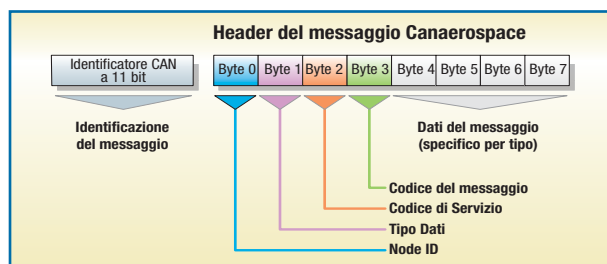 Header del messaggio Canaerospace
Identificatore CAN
a 11 bit
Byte 0 Byte 1 Byte 2 Byte 3 Byte 4 Byte 5 Byte 6 Byte 7
Identificazione
del messaggio
Dati del messaggio
(specifico per tipo)
Codice del messaggio
Codice di Servizio
Tipo Dati
Node ID